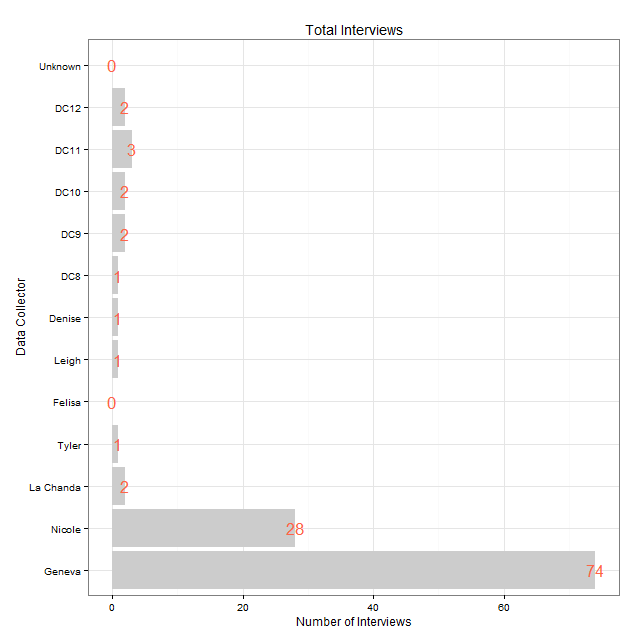 Total Interviews
Unknown 0
DC12 2
DC11 3
DC10 2
DC9 2
DC8 1
Denise 1
Leigh 1
Felisa 0
Tyler 1
La Chanda 2
Nicole 28
Geneva 74
0 20 40 60
Number of Interviews
Data Collector